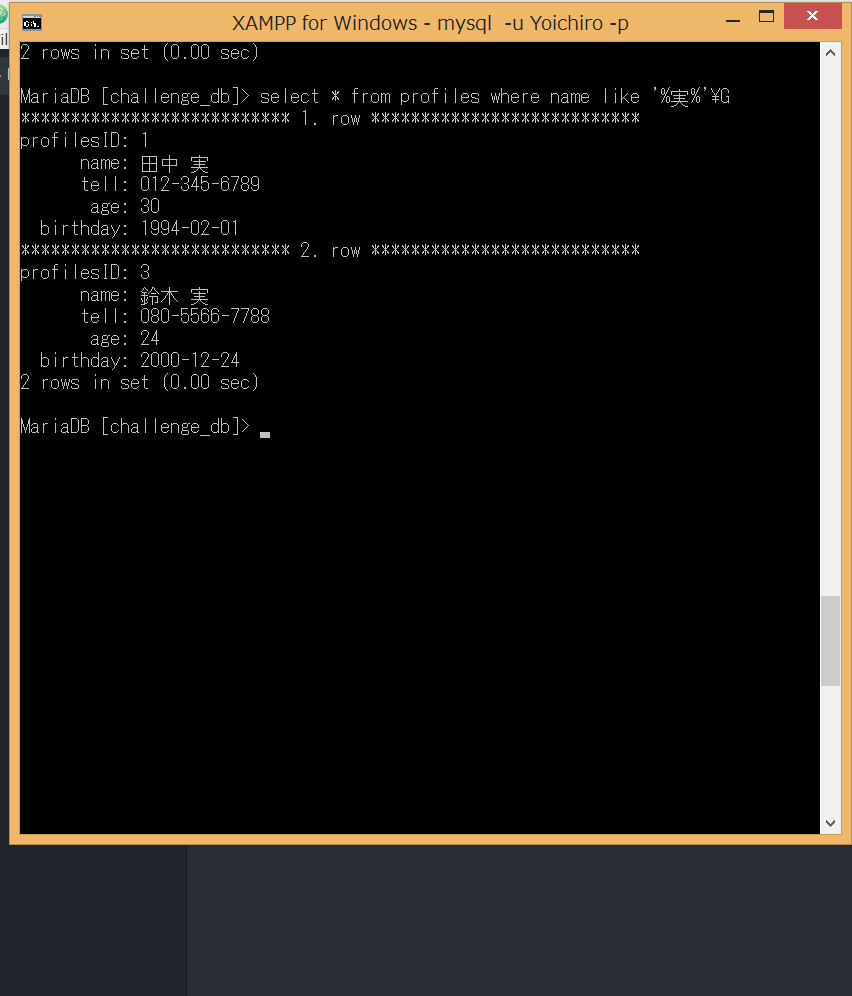 XAMPP for Windows - mysql -u Yoichiro -p
2 rows in set (0.00 sec)
MariaDB [challenge_db]> select * from profiles where name like '%実%'¥G
*************************** 1. row ***************************
profilesID: 1
name: 田中 実
tell: 012-345-6789
age: 30
birthday: 1994-02-01
*************************** 2. row ***************************
profilesID: 3
name: 鈴木 実
tell: 080-5566-7788
age: 24
birthday: 2000-12-24
2 rows in set (0.00 sec)
MariaDB [challenge_db]>